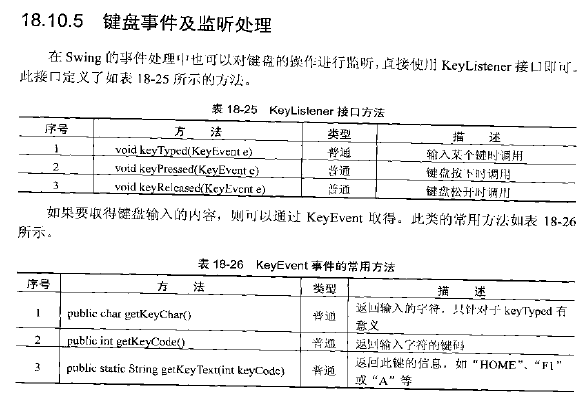 18.10.5 键盘事件及监听处理
在 Swing 的事件处理中也可以对键盘的操作进行监听,直接使用 KeyListener 接口即可。
此接口定义了如表 18-25 所示的方法。
表 18-25 KeyListener 接口方法
序号 方 法 类型 描 述
1 void keyTyped(KeyEvent e) 普通 输入某个键时调用
2 void keyPressed(KeyEvent e) 普通 键盘按下时调用
3 void keyReleased(KeyEvent e) 普通 键盘松开时调用
如果要取得键盘输入的内容，则可以通过 KeyEvent 取得。此类的常用方法如表 18-26
所示。
表 18-26 KeyEvent 事件的常用方法
序号 方 法 类型 描 述
1 public char getKeyChar() 普通 返回输入的字符，只针对于 keyTyped 有
意义
2 public int getKeyCode() 普通 返回输入字符的键码
3 public static String getKeyText(int keyCode) 普通 返回此键的信息，如“HOME”、“F1”
或“A”等